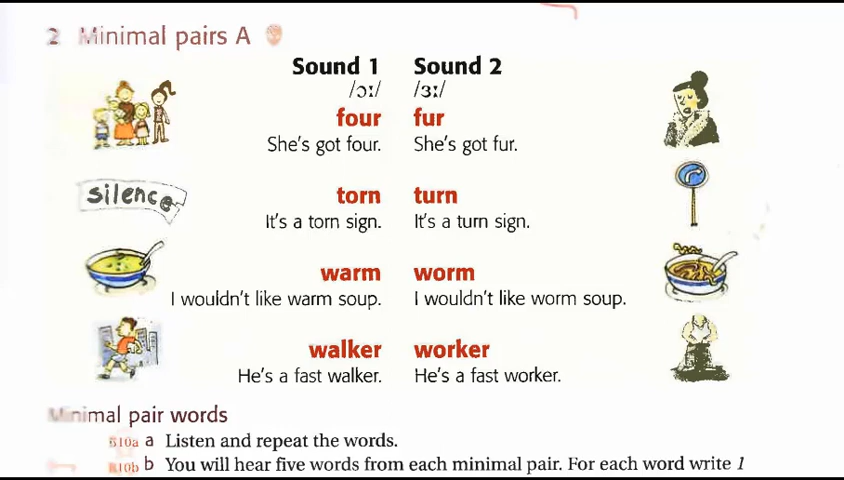 2 Minimal pairs A
Sound 1 Sound 2
/ɔː/ /ɜː/
four fur
She's got four. She's got fur.
silence
torn turn
It's a torn sign. It's a turn sign.
warm worm
I wouldn't like warm soup. I wouldn't like worm soup.
walker worker
He's a fast walker. He's a fast worker.
Minimal pair words
a Listen and repeat the words.
b You will hear five words from each minimal pair. For each word write 1